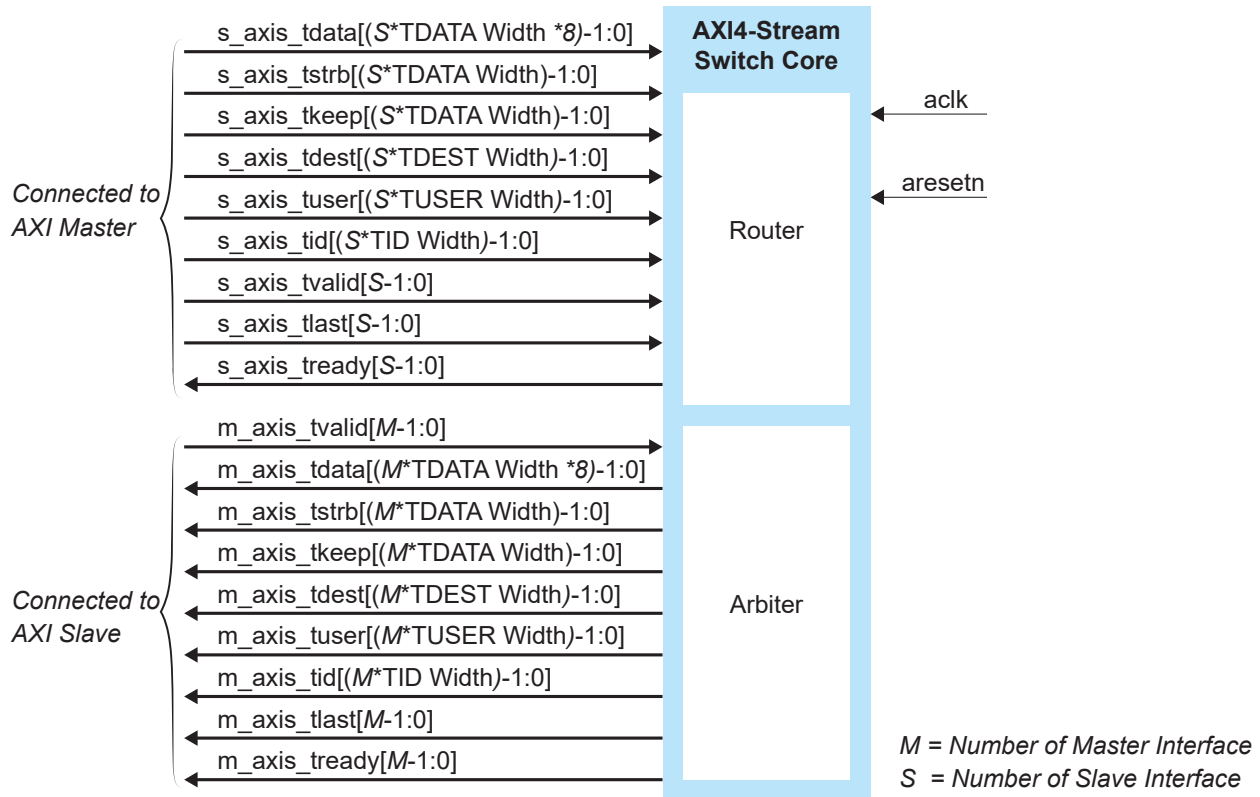 s_axis_tdata[(S*TDATA Width *8)-1:0]
s_axis_tstrb[(S*TDATA Width)-1:0]
s_axis_tkeep[(S*TDATA Width)-1:0]
s_axis_tdest[(S*TDEST Width)-1:0]
s_axis_tuser[(S*TUSER Width)-1:0]
s_axis_tid[(S*TID Width)-1:0]
s_axis_tvalid[S-1:0]
s_axis_tlast[S-1:0]
s_axis_tready[S-1:0]
Connected to
AXI Master
m_axis_tvalid[M-1:0]
m_axis_tdata[(M*TDATA Width *8)-1:0]
m_axis_tstrb[(M*TDATA Width)-1:0]
m_axis_tkeep[(M*TDATA Width)-1:0]
m_axis_tdest[(M*TDEST Width)-1:0]
m_axis_tuser[(M*TUSER Width)-1:0]
m_axis_tid[(M*TID Width)-1:0]
m_axis_tlast[M-1:0]
m_axis_tready[M-1:0]
Connected to
AXI Slave
AXI4-Stream
Switch Core
Router
Arbiter
aclk
aresetn
M = Number of Master Interface
S = Number of Slave Interface